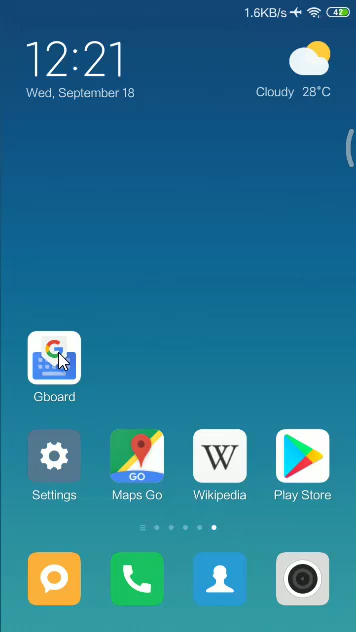 1.6KB/s 42
12:21
Wed, September 18
Cloudy 28°C
G
Gboard
GO
W
Settings Maps Go Wikipedia Play Store